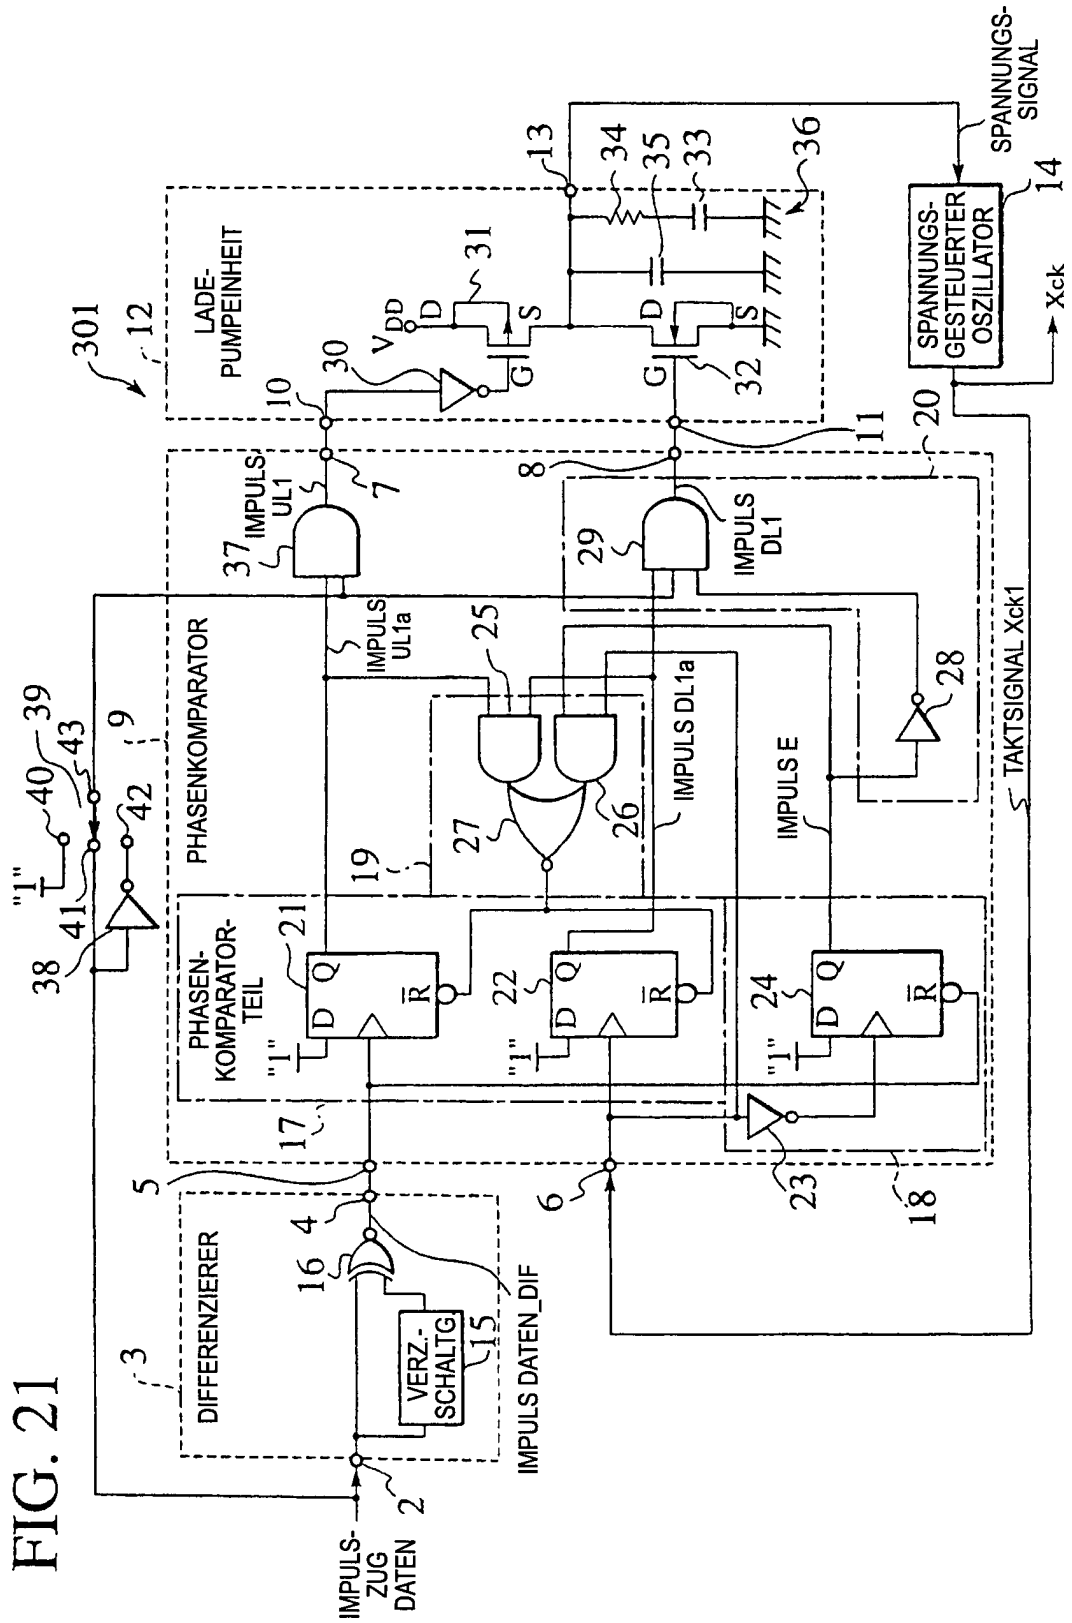 FIG. 21
301
IMPULS-
ZUG
DATEN
2
3
DIFFERENZIERER
VERZ.-
SCHALTG.
15
16
4
IMPULS DATEN_DIF
5
6
38
41
"1"
40
39
43
42
9
PHASENKOMPARATOR
17
PHASEN-
KOMPARATOR-
TEIL
"1"
D
Q
21
R
"1"
D
Q
22
R
"1"
D
Q
24
R
23
18
19
27
25
26
IMPULS
UL1a
IMPULS DL1a
IMPULS E
28
37
IMPULS
UL1
7
29
IMPULS
DL1
8
20
TAKTSIGNAL Xck1
10
11
12
LADE-
PUMPEINHEIT
30
VDD
D
G
S
31
D
G
S
32
13
34
35
33
36
SPANNUNGS-
SIGNAL
SPANNUNGS-
GESTEUERTER
OSZILLATOR
14
Xck